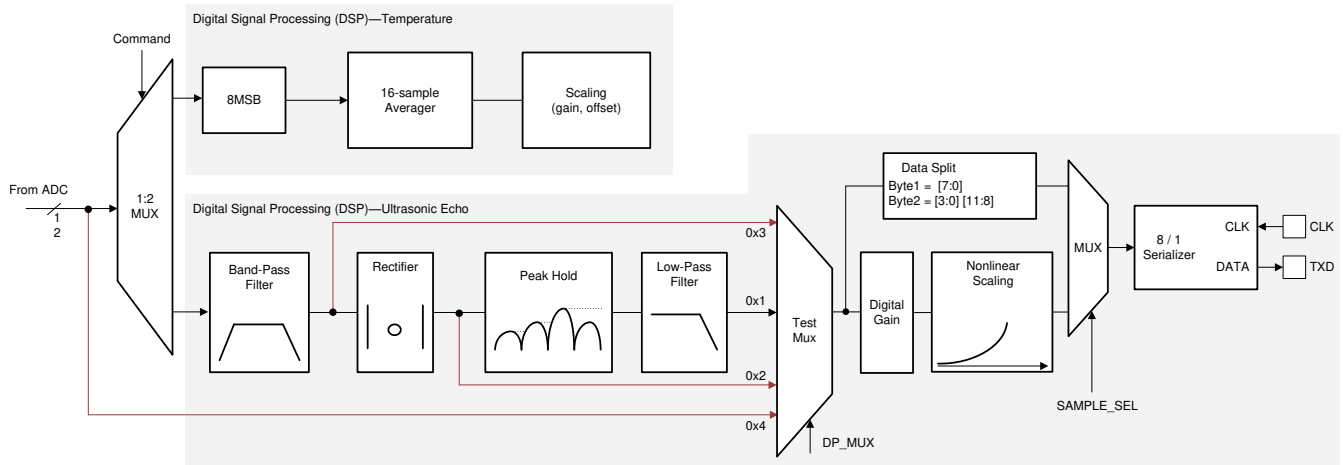 Digital Signal Processing (DSP)—Temperature
Command
8MSB
16-sample
Averager
Scaling
(gain, offset)
From ADC
1
2
1:2
MUX
Digital Signal Processing (DSP)—Ultrasonic Echo
Band-Pass
Filter
Rectifier
Peak Hold
Low-Pass
Filter
0x3
0x1
0x2
0x4
Test
Mux
DP_MUX
Data Split
Byte1 = [7:0]
Byte2 = [3:0] [11:8]
Digital
Gain
Nonlinear
Scaling
MUX
SAMPLE_SEL
8 / 1
Serializer
CLK
DATA
CLK
TXD